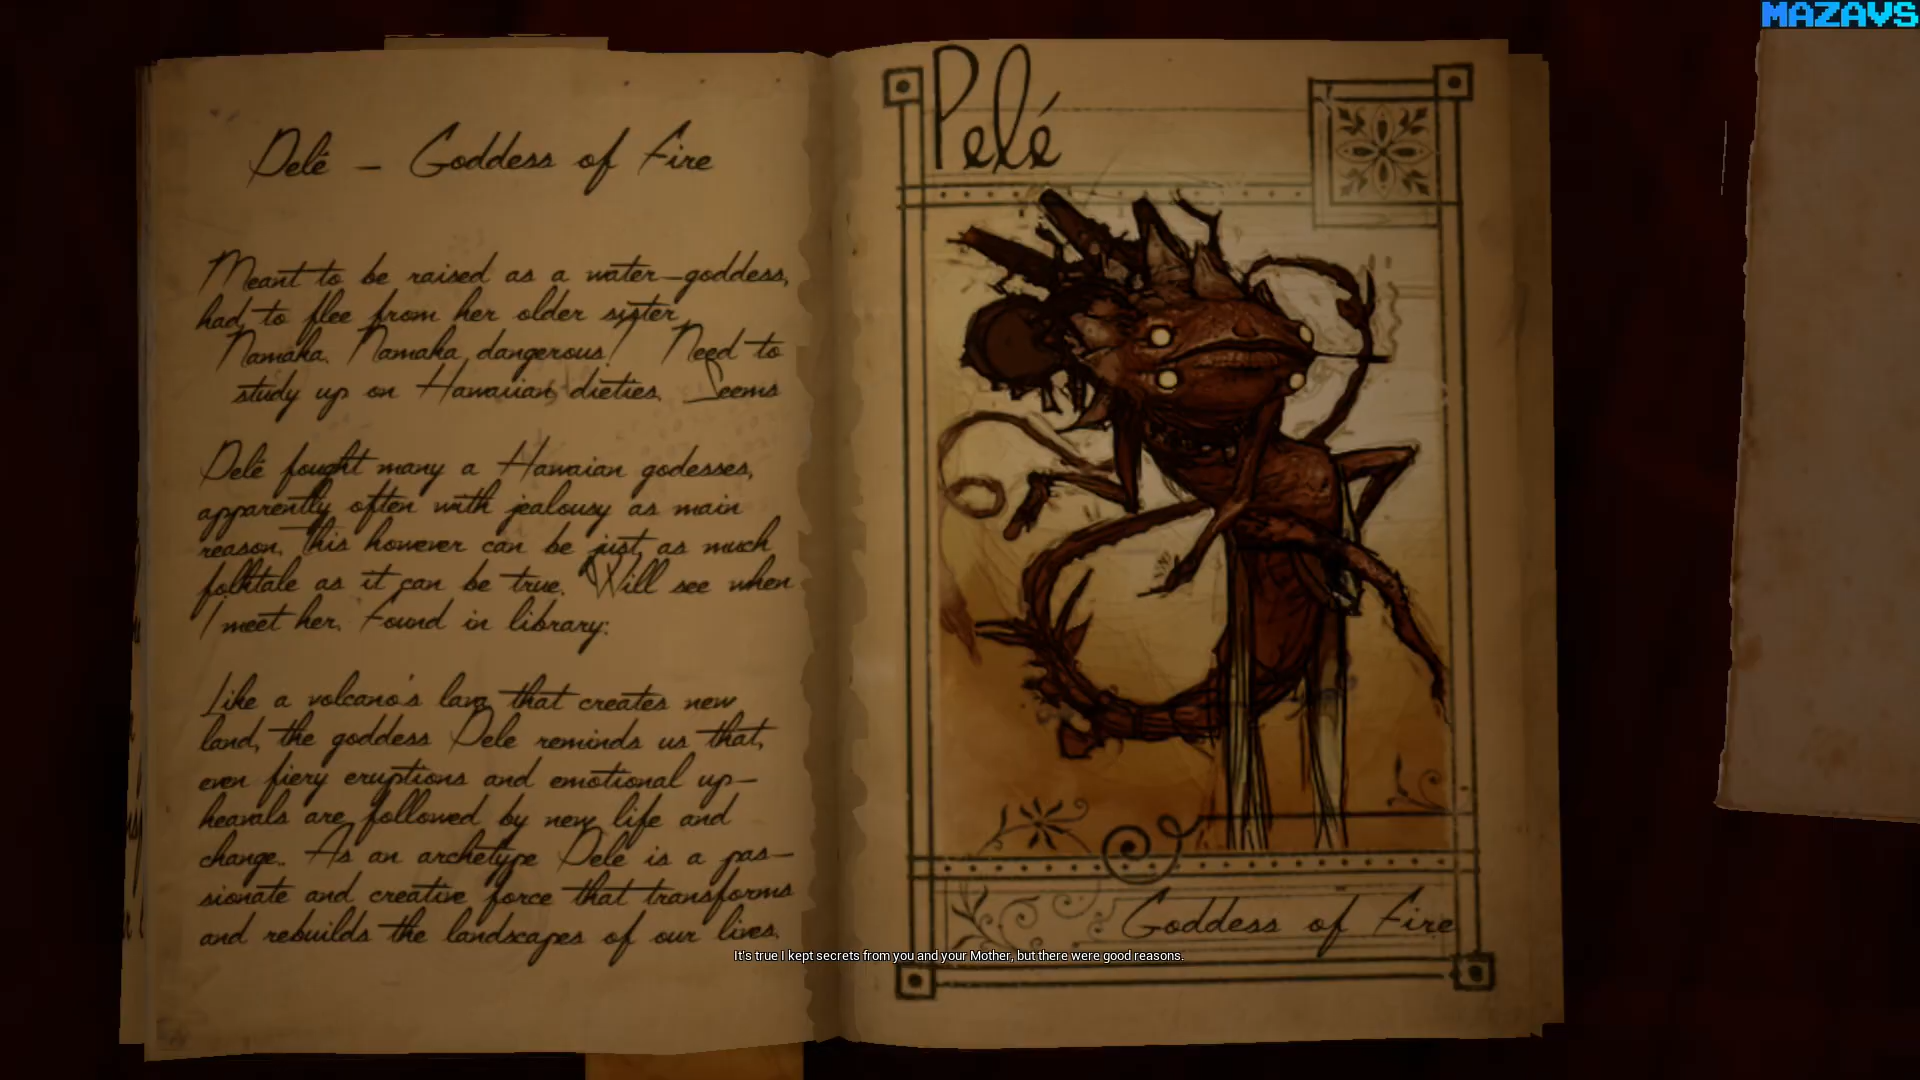 MAZAVS
Pelé – Goddess of Fire
Meant to be raised as a water-goddess,
had to flee from her older sister
Namaka. Namaka dangerous! Need to
study up on Hawaiian dieties. Seems
Pelé fought many a Hawaian godesses,
apparently often with jealousy as main
reason, this however can be just as much
folktale as it can be true. Will see when
I meet her. Found in library:
Like a volcano's lava that creates new
land, the goddess Pele reminds us that,
even fiery eruptions and emotional up-
heavals are followed by new life and
change.. As an archetype Pele is a pas-
sionate and creative force that transforms
and rebuilds the landscapes of our lives.
Pelé
Goddess of Fire
It's true I kept secrets from you and your Mother, but there were good reasons.